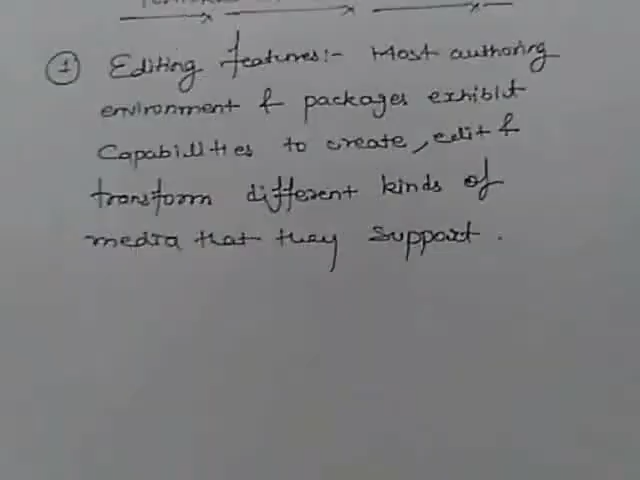 ① Editing features:- Most authoring
environment & packages exhibit
Capabilities to create, edit &
transform different kinds of
media that they support.